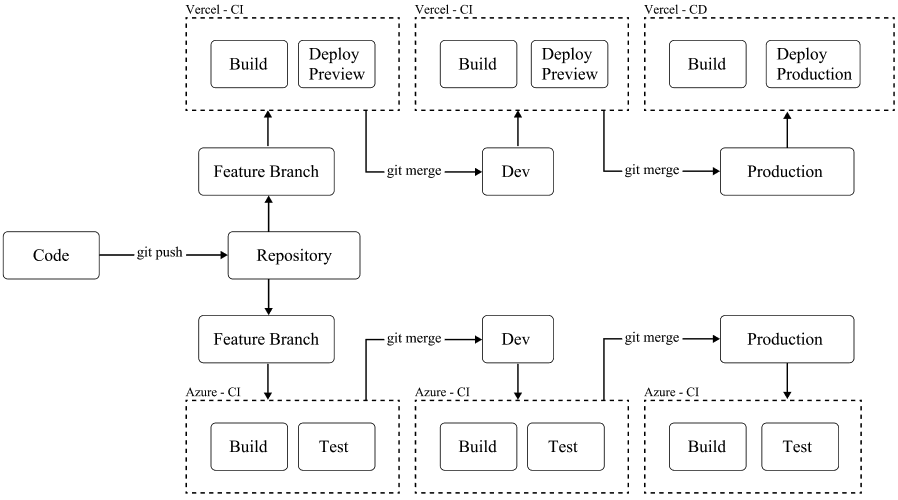 Vercel - CI
Vercel - CI
Vercel - CD
Build
Deploy
Preview
Build
Deploy
Preview
Build
Deploy
Production
Feature Branch
git merge
Dev
git merge
Production
Code
git push
Repository
Feature Branch
git merge
Dev
git merge
Production
Azure - CI
Azure - CI
Azure - CI
Build
Test
Build
Test
Build
Test